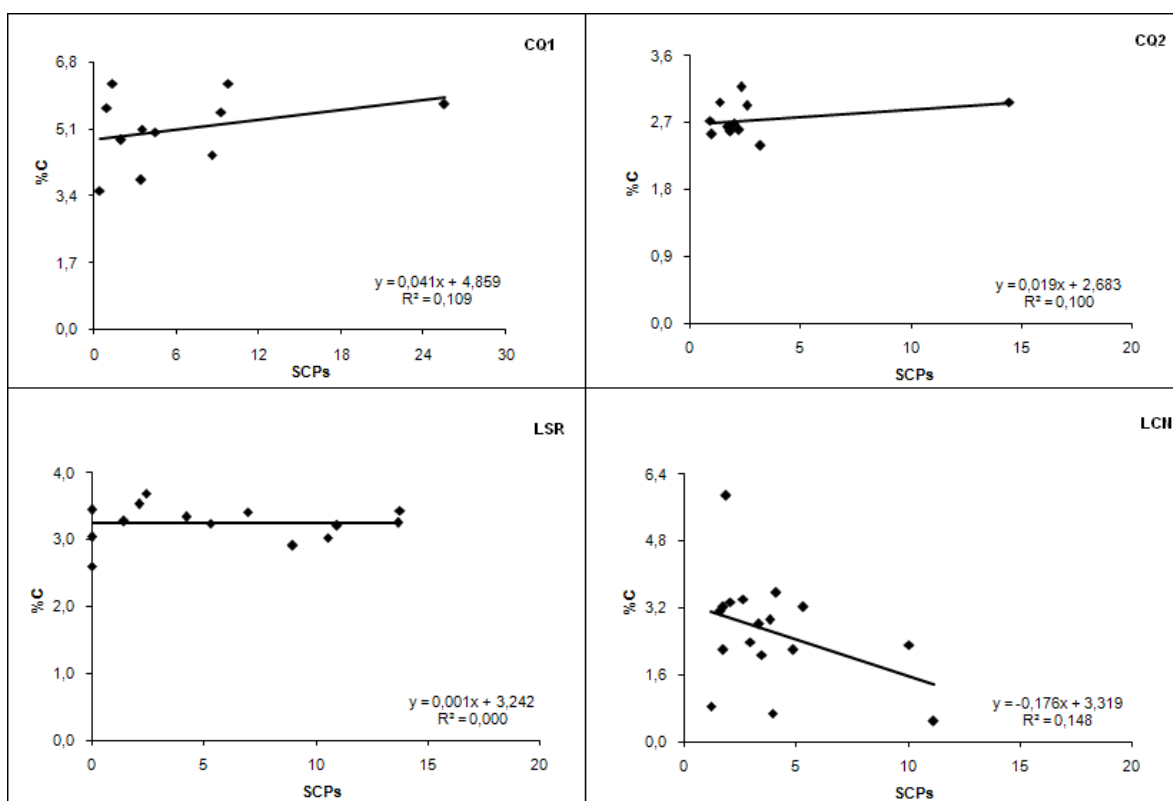 CQ1
6,8
5,1
3,4
1,7
0,0
%C
y = 0,041x + 4,859
R² = 0,109
0 6 12 18 24 30
SCPs
CQ2
3,6
2,7
1,8
0,9
0,0
%C
y = 0,019x + 2,683
R² = 0,100
0 5 10 15 20
SCPs
LSR
4,0
3,0
2,0
1,0
0,0
%C
y = 0,001x + 3,242
R² = 0,000
0 5 10 15 20
SCPs
LCN
6,4
4,8
3,2
1,6
0,0
%C
y = -0,176x + 3,319
R² = 0,148
0 5 10 15 20
SCPs